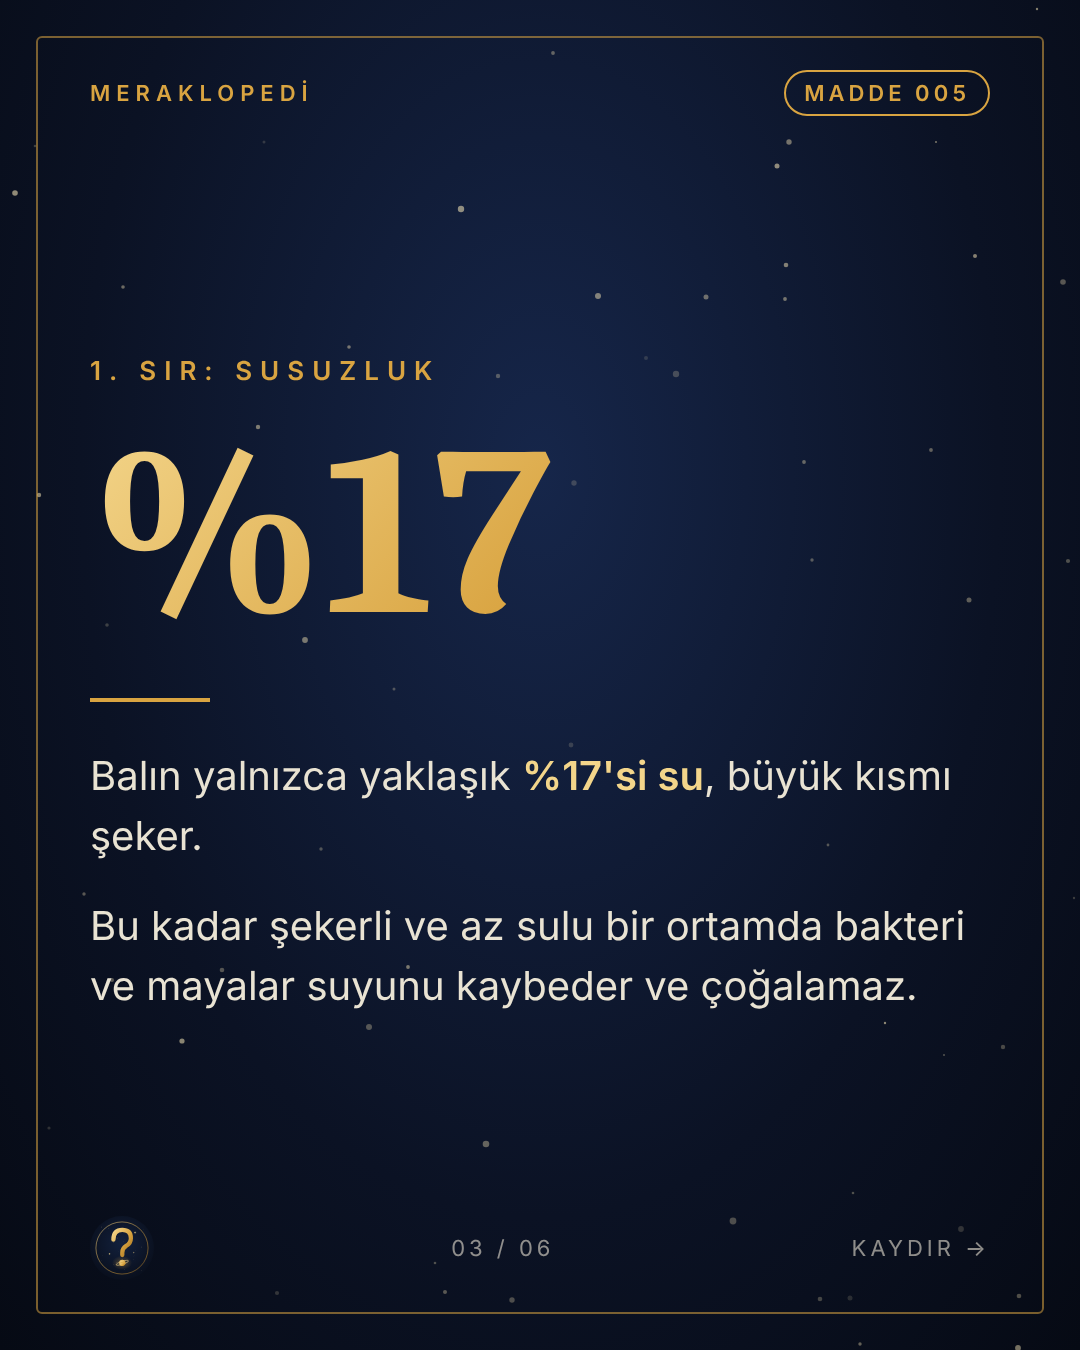 MERAKLOPEDİ
MADDE 005
1. SIR: SUSUZLUK
%17
Balın yalnızca yaklaşık %17'si su, büyük kısmı
şeker.
Bu kadar şekerli ve az sulu bir ortamda bakteri
ve mayalar suyunu kaybeder ve çoğalamaz.
?
03 / 06
KAYDIR →